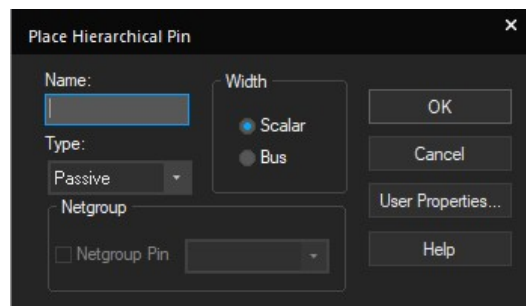 Place Hierarchical Pin
Name:
Width
Scalar
Bus
OK
Type:
Passive
Cancel
User Properties...
Netgroup
Netgroup Pin
Help